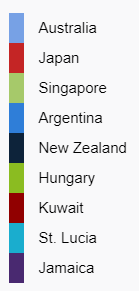 Australia
Japan
Singapore
Argentina
New Zealand
Hungary
Kuwait
St. Lucia
Jamaica